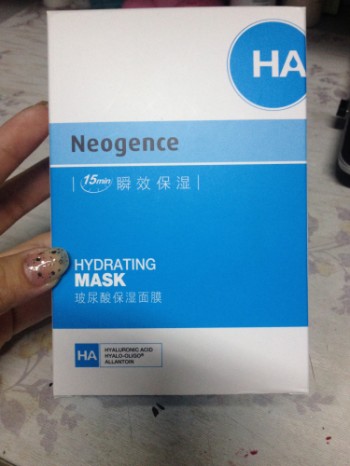 HA
Neogence
15min 瞬效保湿
HYDRATING
MASK
玻尿酸保湿面膜
HA
HYALURONIC ACID
HYALO-OLIGO®
ALLANTOIN